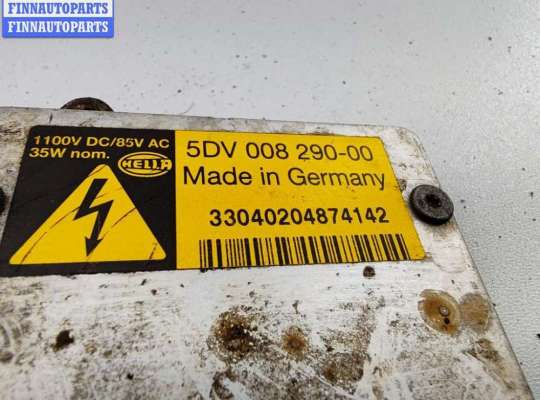 FINNAUTOPARTS
FINNAUTOPARTS
1100V DC/85V AC
35W nom.
HELLA
5DV 008 290-00
Made in Germany
33040204874142